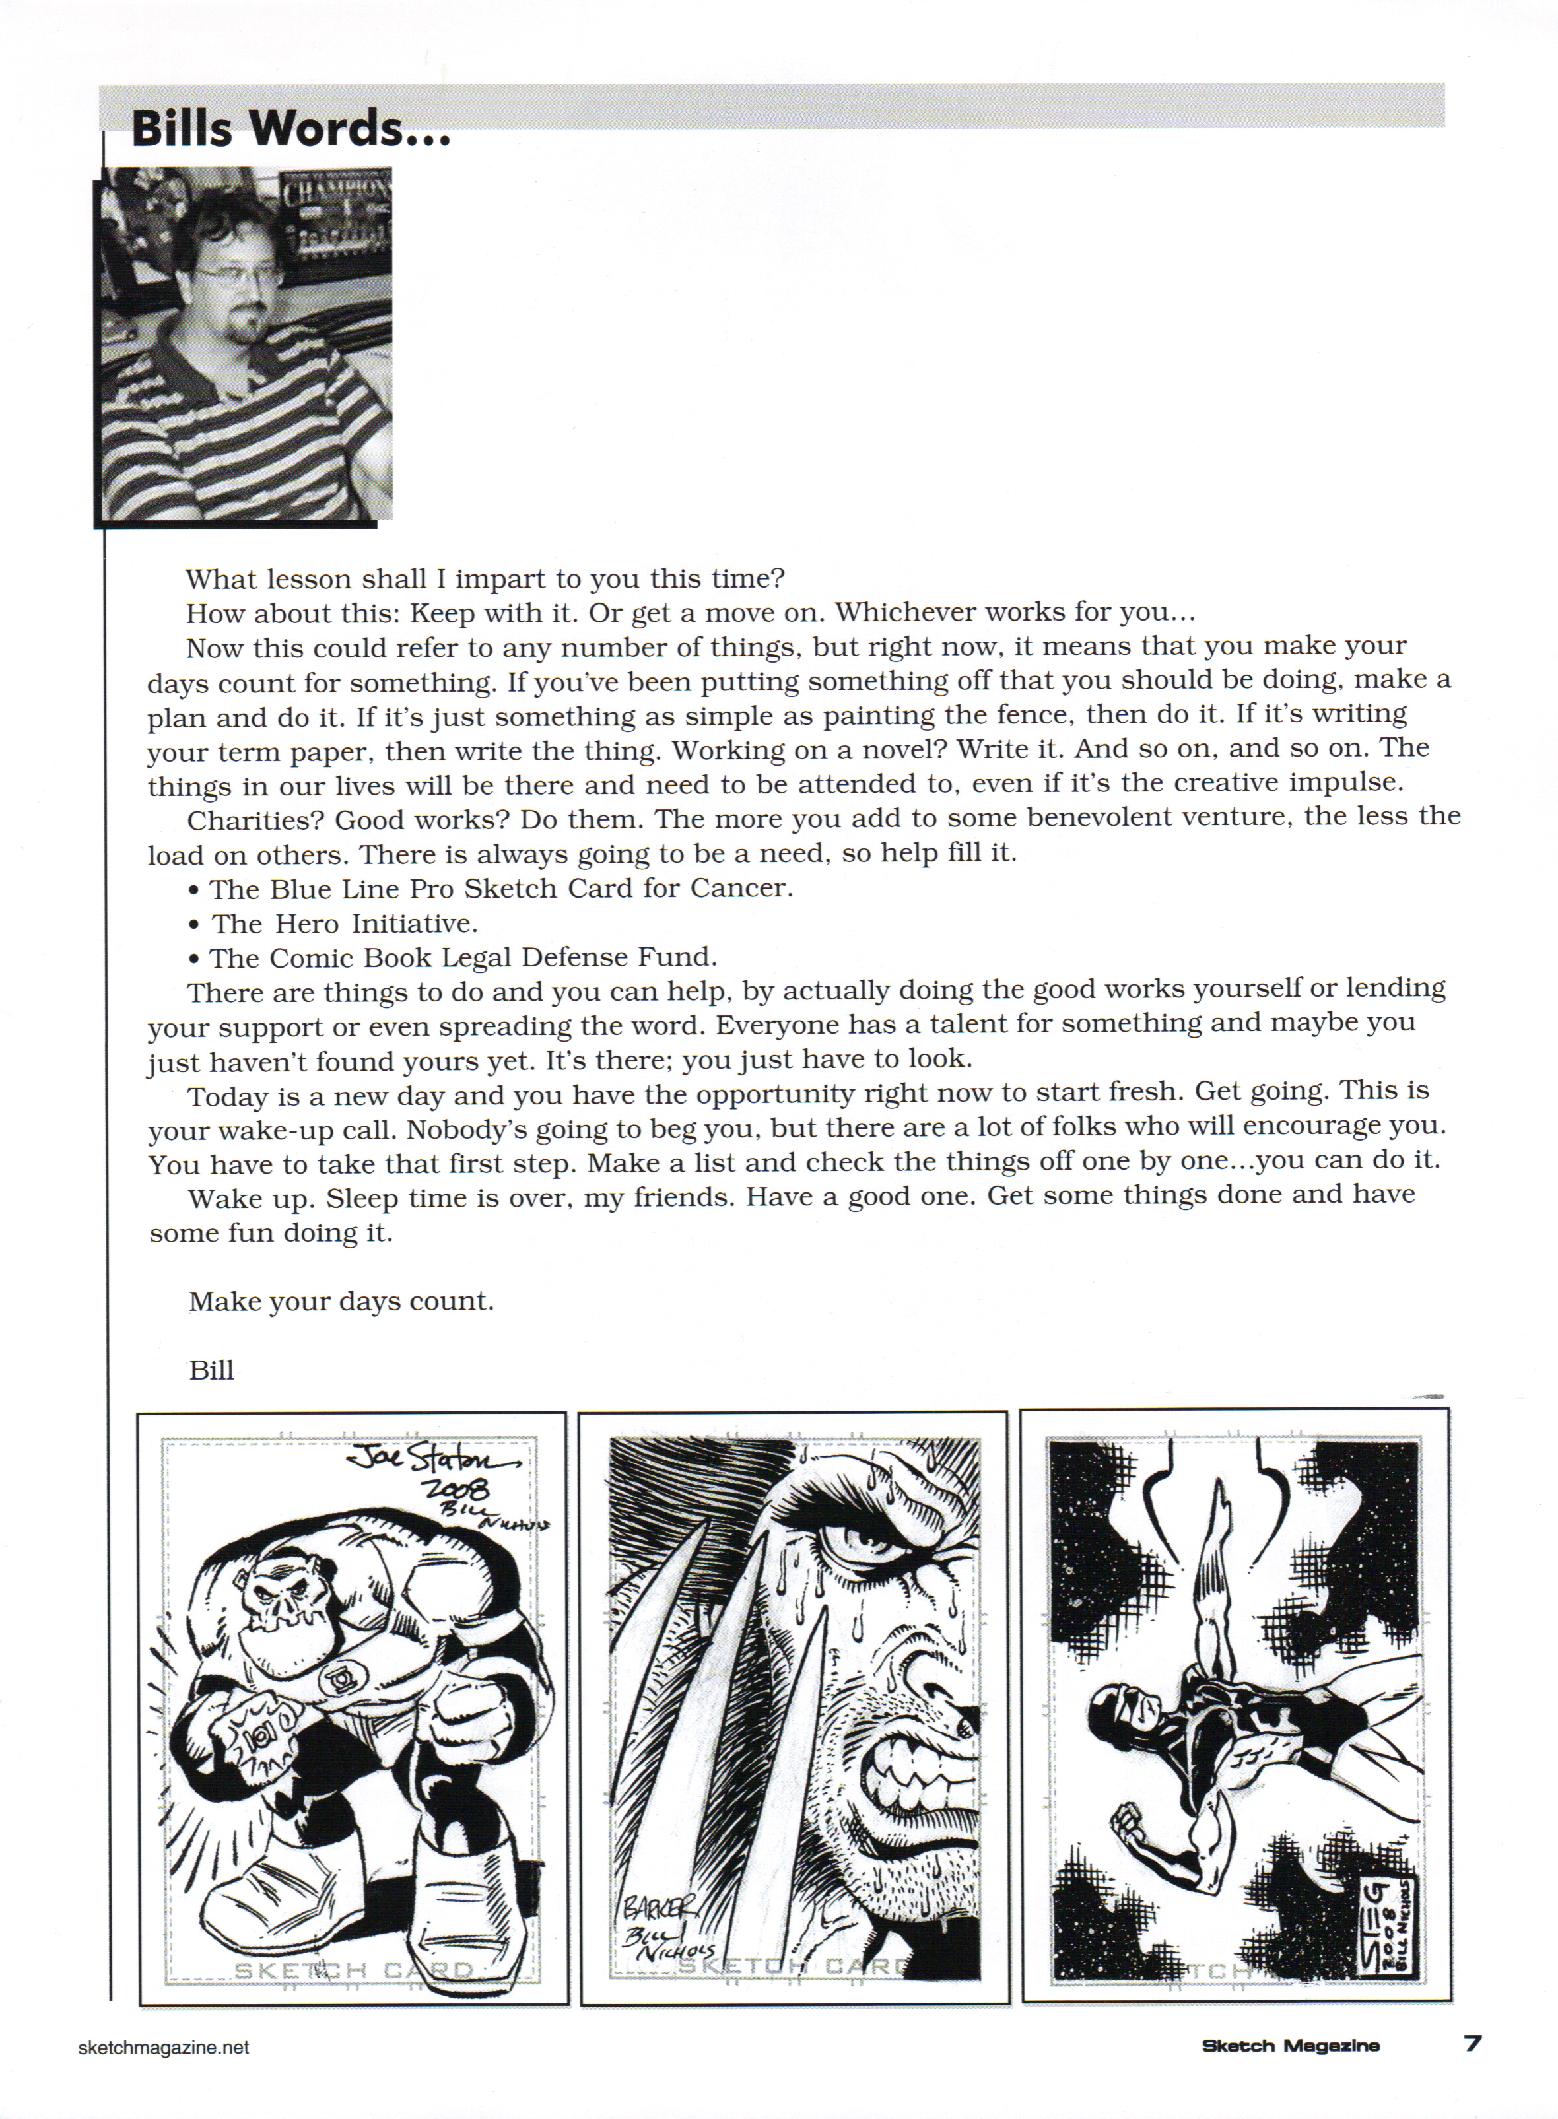 Bills Words...
CHAMPIONS
What lesson shall I impart to you this time?
How about this: Keep with it. Or get a move on. Whichever works for you...
Now this could refer to any number of things, but right now, it means that you make your
days count for something. If you've been putting something off that you should be doing, make a
plan and do it. If it's just something as simple as painting the fence, then do it. If it's writing
your term paper, then write the thing. Working on a novel? Write it. And so on, and so on. The
things in our lives will be there and need to be attended to, even if it's the creative impulse.
Charities? Good works? Do them. The more you add to some benevolent venture, the less the
load on others. There is always going to be a need, so help fill it.
• The Blue Line Pro Sketch Card for Cancer.
• The Hero Initiative.
• The Comic Book Legal Defense Fund.
There are things to do and you can help, by actually doing the good works yourself or lending
your support or even spreading the word. Everyone has a talent for something and maybe you
just haven't found yours yet. It's there; you just have to look.
Today is a new day and you have the opportunity right now to start fresh. Get going. This is
your wake-up call. Nobody's going to beg you, but there are a lot of folks who will encourage you.
You have to take that first step. Make a list and check the things off one by one...you can do it.
Wake up. Sleep time is over, my friends. Have a good one. Get some things done and have
some fun doing it.
Make your days count.
Bill
Joe Staton
2008
BILL
NICHOLS
SKETCH CARD
BARKER
BILL
NICHOLS
SKETCH CARD
SIEG
2008
BILL NICHOLS
TCH
sketchmagazine.net
Sketch Magazine
7